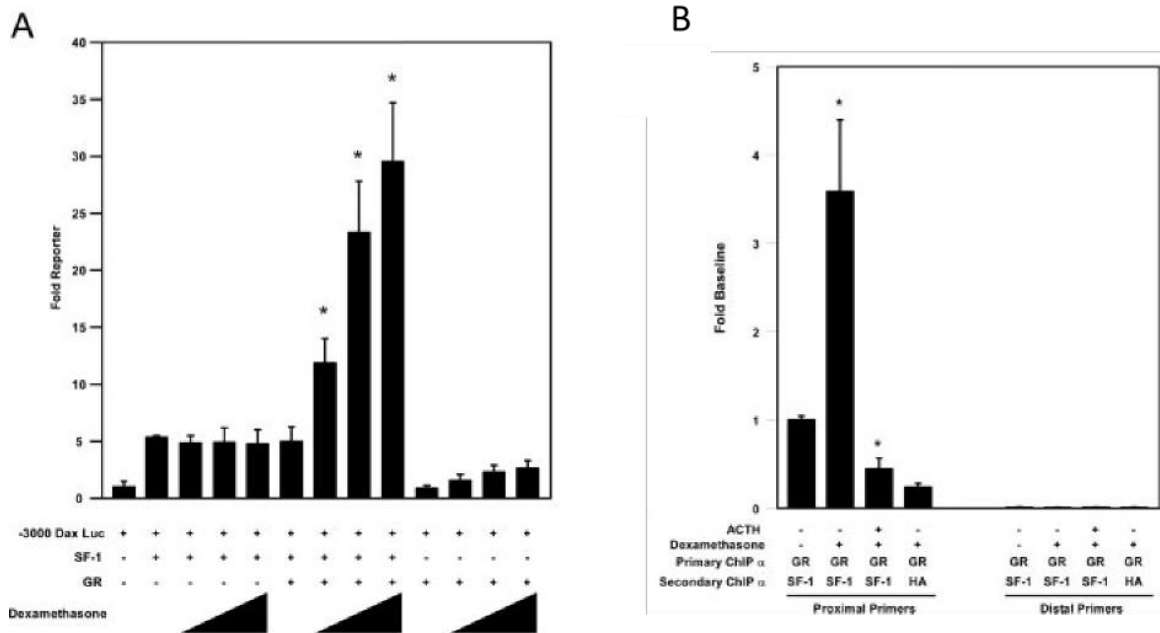 A
B
40
35
30
25
20
15
10
5
0
Fold Reporter
* * *
-3000 Dax Luc + + + + + + + + + + + + +
SF-1 - + + + + + + + + - - - -
GR - - - - - + + + + + + + +
Dexamethasone
5
4
3
2
1
0
Fold Baseline
* *
ACTH - - + - - - + -
Dexamethasone - + + + - + + +
Primary ChIP α GR GR GR GR GR GR GR GR
Secondary ChIP α SF-1 SF-1 SF-1 HA SF-1 SF-1 SF-1 HA
Proximal Primers Distal Primers